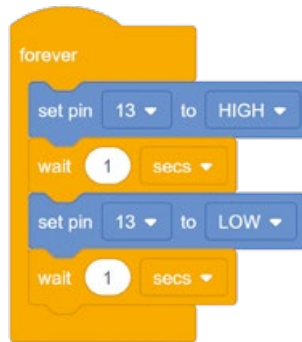 forever
set pin 13 to HIGH
wait 1 secs
set pin 13 to LOW
wait 1 secs